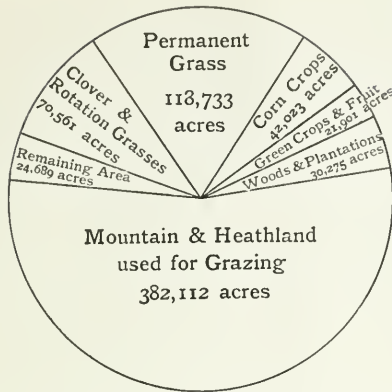 Permanent
Grass
118,733
acres
Clover &
Rotation Grasses
70,561 acres
Corn Crops
42,023 acres
Green Crops & Fruit
21,901 acres
Woods & Plantations
30,275 acres
Remaining Area
24,689 acres
Mountain & Heathland
used for Grazing
382,112 acres